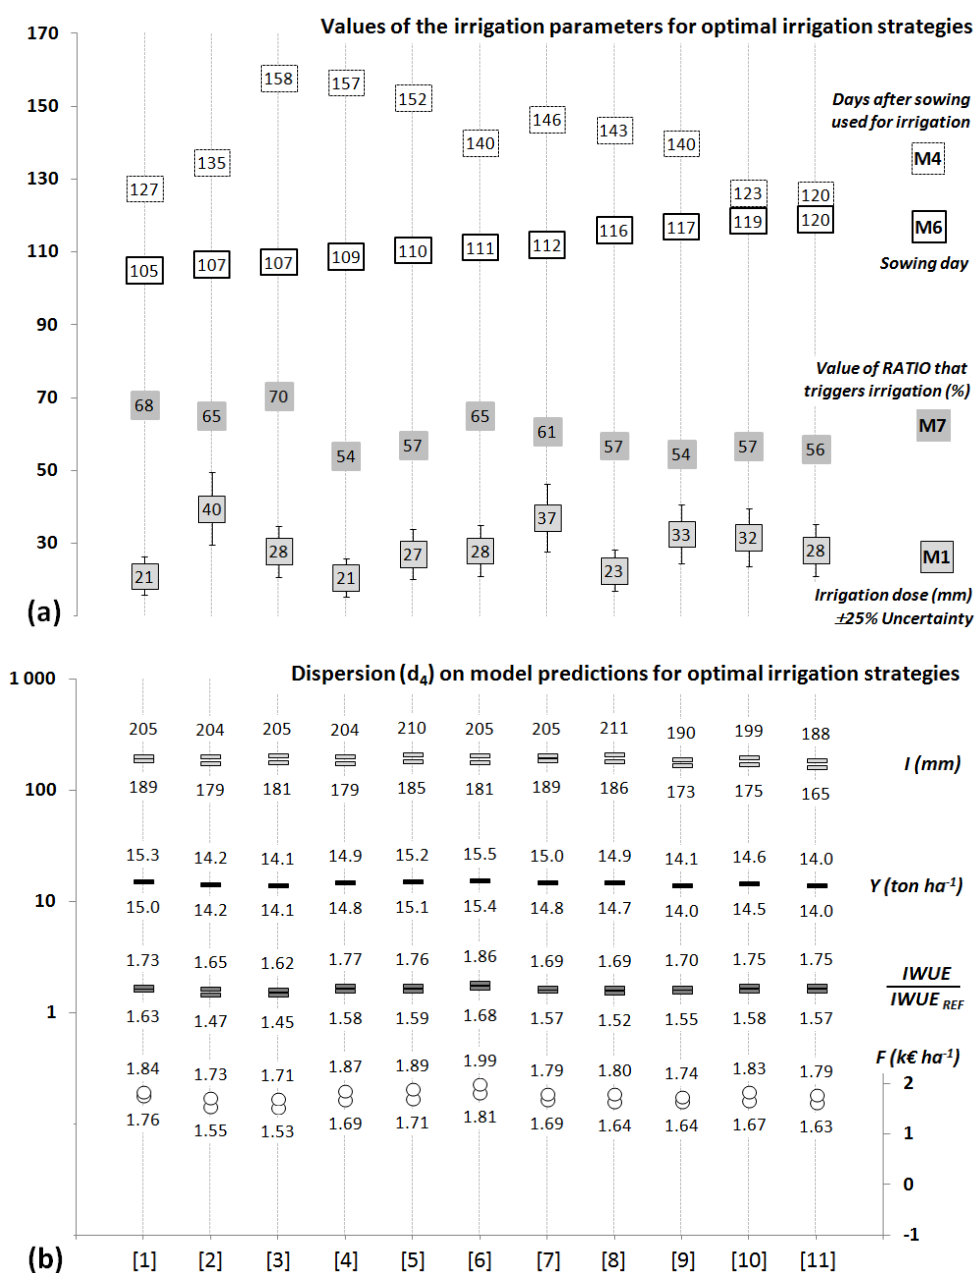 Values of the irrigation parameters for optimal irrigation strategies
170
150
130
110
90
70
50
30
158 157 152 146 143 140 140 135 127 123 120
Days after sowing
used for irrigation
M4
105 107 107 109 110 111 112 116 117 119 120
M6
Sowing day
Value of RATIO that
triggers irrigation (%)
68 65 70 54 57 65 61 57 54 57 56
M7
21 40 28 21 27 28 37 23 33 32 28
M1
Irrigation dose (mm)
±25% Uncertainty
(a)
Dispersion (d4) on model predictions for optimal irrigation strategies
1 000
100
10
1
205 204 205 204 210 205 205 211 190 199 188
I (mm)
189 179 181 179 185 181 189 186 173 175 165
15.3 14.2 14.1 14.9 15.2 15.5 15.0 14.9 14.1 14.6 14.0
Y (ton ha-1)
15.0 14.2 14.1 14.8 15.1 15.4 14.8 14.7 14.0 14.5 14.0
1.73 1.65 1.62 1.77 1.76 1.86 1.69 1.69 1.70 1.75 1.75
IWUE
IWUE REF
1.63 1.47 1.45 1.58 1.59 1.68 1.57 1.52 1.55 1.58 1.57
F (k€ ha-1)
1.84 1.73 1.71 1.87 1.89 1.99 1.79 1.80 1.74 1.83 1.79
1.76 1.55 1.53 1.69 1.71 1.81 1.69 1.64 1.64 1.67 1.63
2
1
0
-1
(b)
[1] [2] [3] [4] [5] [6] [7] [8] [9] [10] [11]